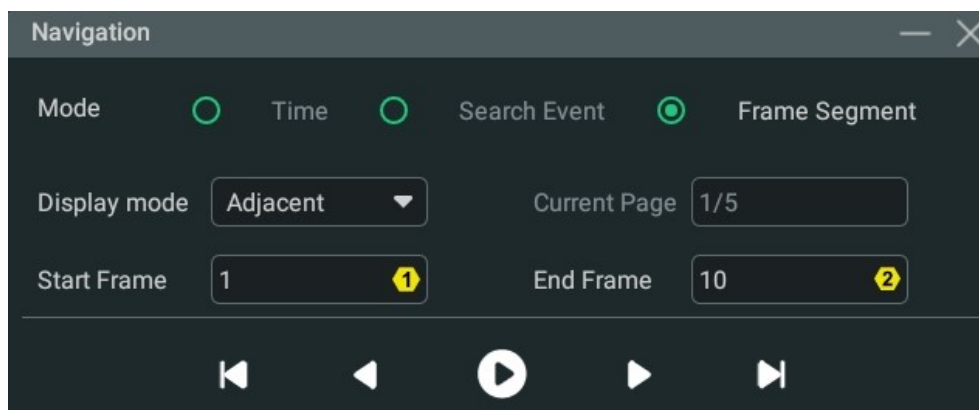 Navigation
Mode Time Search Event Frame Segment
Display mode Adjacent Current Page 1/5
Start Frame 1 1 End Frame 10 2